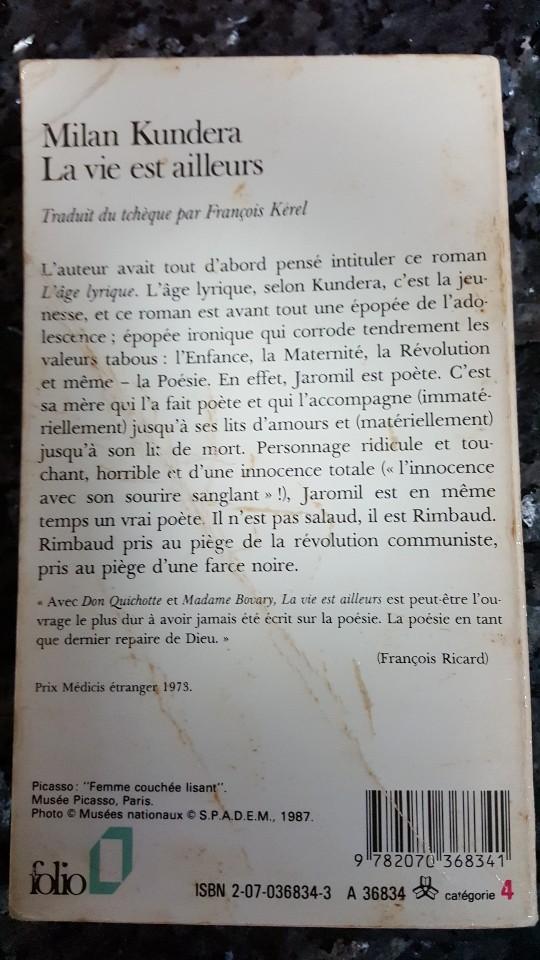 Milan Kundera
La vie est ailleurs
Traduit du tchèque par François Kérel
L'auteur avait tout d'abord pensé intituler ce roman
L'âge lyrique. L'âge lyrique, selon Kundera, c'est la jeu-
nesse, et ce roman est avant tout une épopée de l'ado-
lescence ; épopée ironique qui corrode tendrement les
valeurs tabous : l'Enfance, la Maternité, la Révolution
et même – la Poésie. En effet, Jaromil est poète. C'est
sa mère qui l'a fait poète et qui l'accompagne (immaté-
riellement) jusqu'à ses lits d'amours et (matériellement)
jusqu'à son lit de mort. Personnage ridicule et tou-
chant, horrible et d'une innocence totale (« l'innocence
avec son sourire sanglant » !), Jaromil est en même
temps un vrai poète. Il n'est pas salaud, il est Rimbaud.
Rimbaud pris au piège de la révolution communiste,
pris au piège d'une farce noire.
« Avec Don Quichotte et Madame Bovary, La vie est ailleurs est peut-être l'ou-
vrage le plus dur à avoir jamais été écrit sur la poésie. La poésie en tant
que dernier repaire de Dieu. »
(François Ricard)
Prix Médicis étranger 1973.
Picasso : "Femme couchée lisant".
Musée Picasso, Paris.
Photo © Musées nationaux © S.P.A.D.E.M., 1987.
9 782070 368341
folio
ISBN 2-07-036834-3 A 36834 catégorie 4